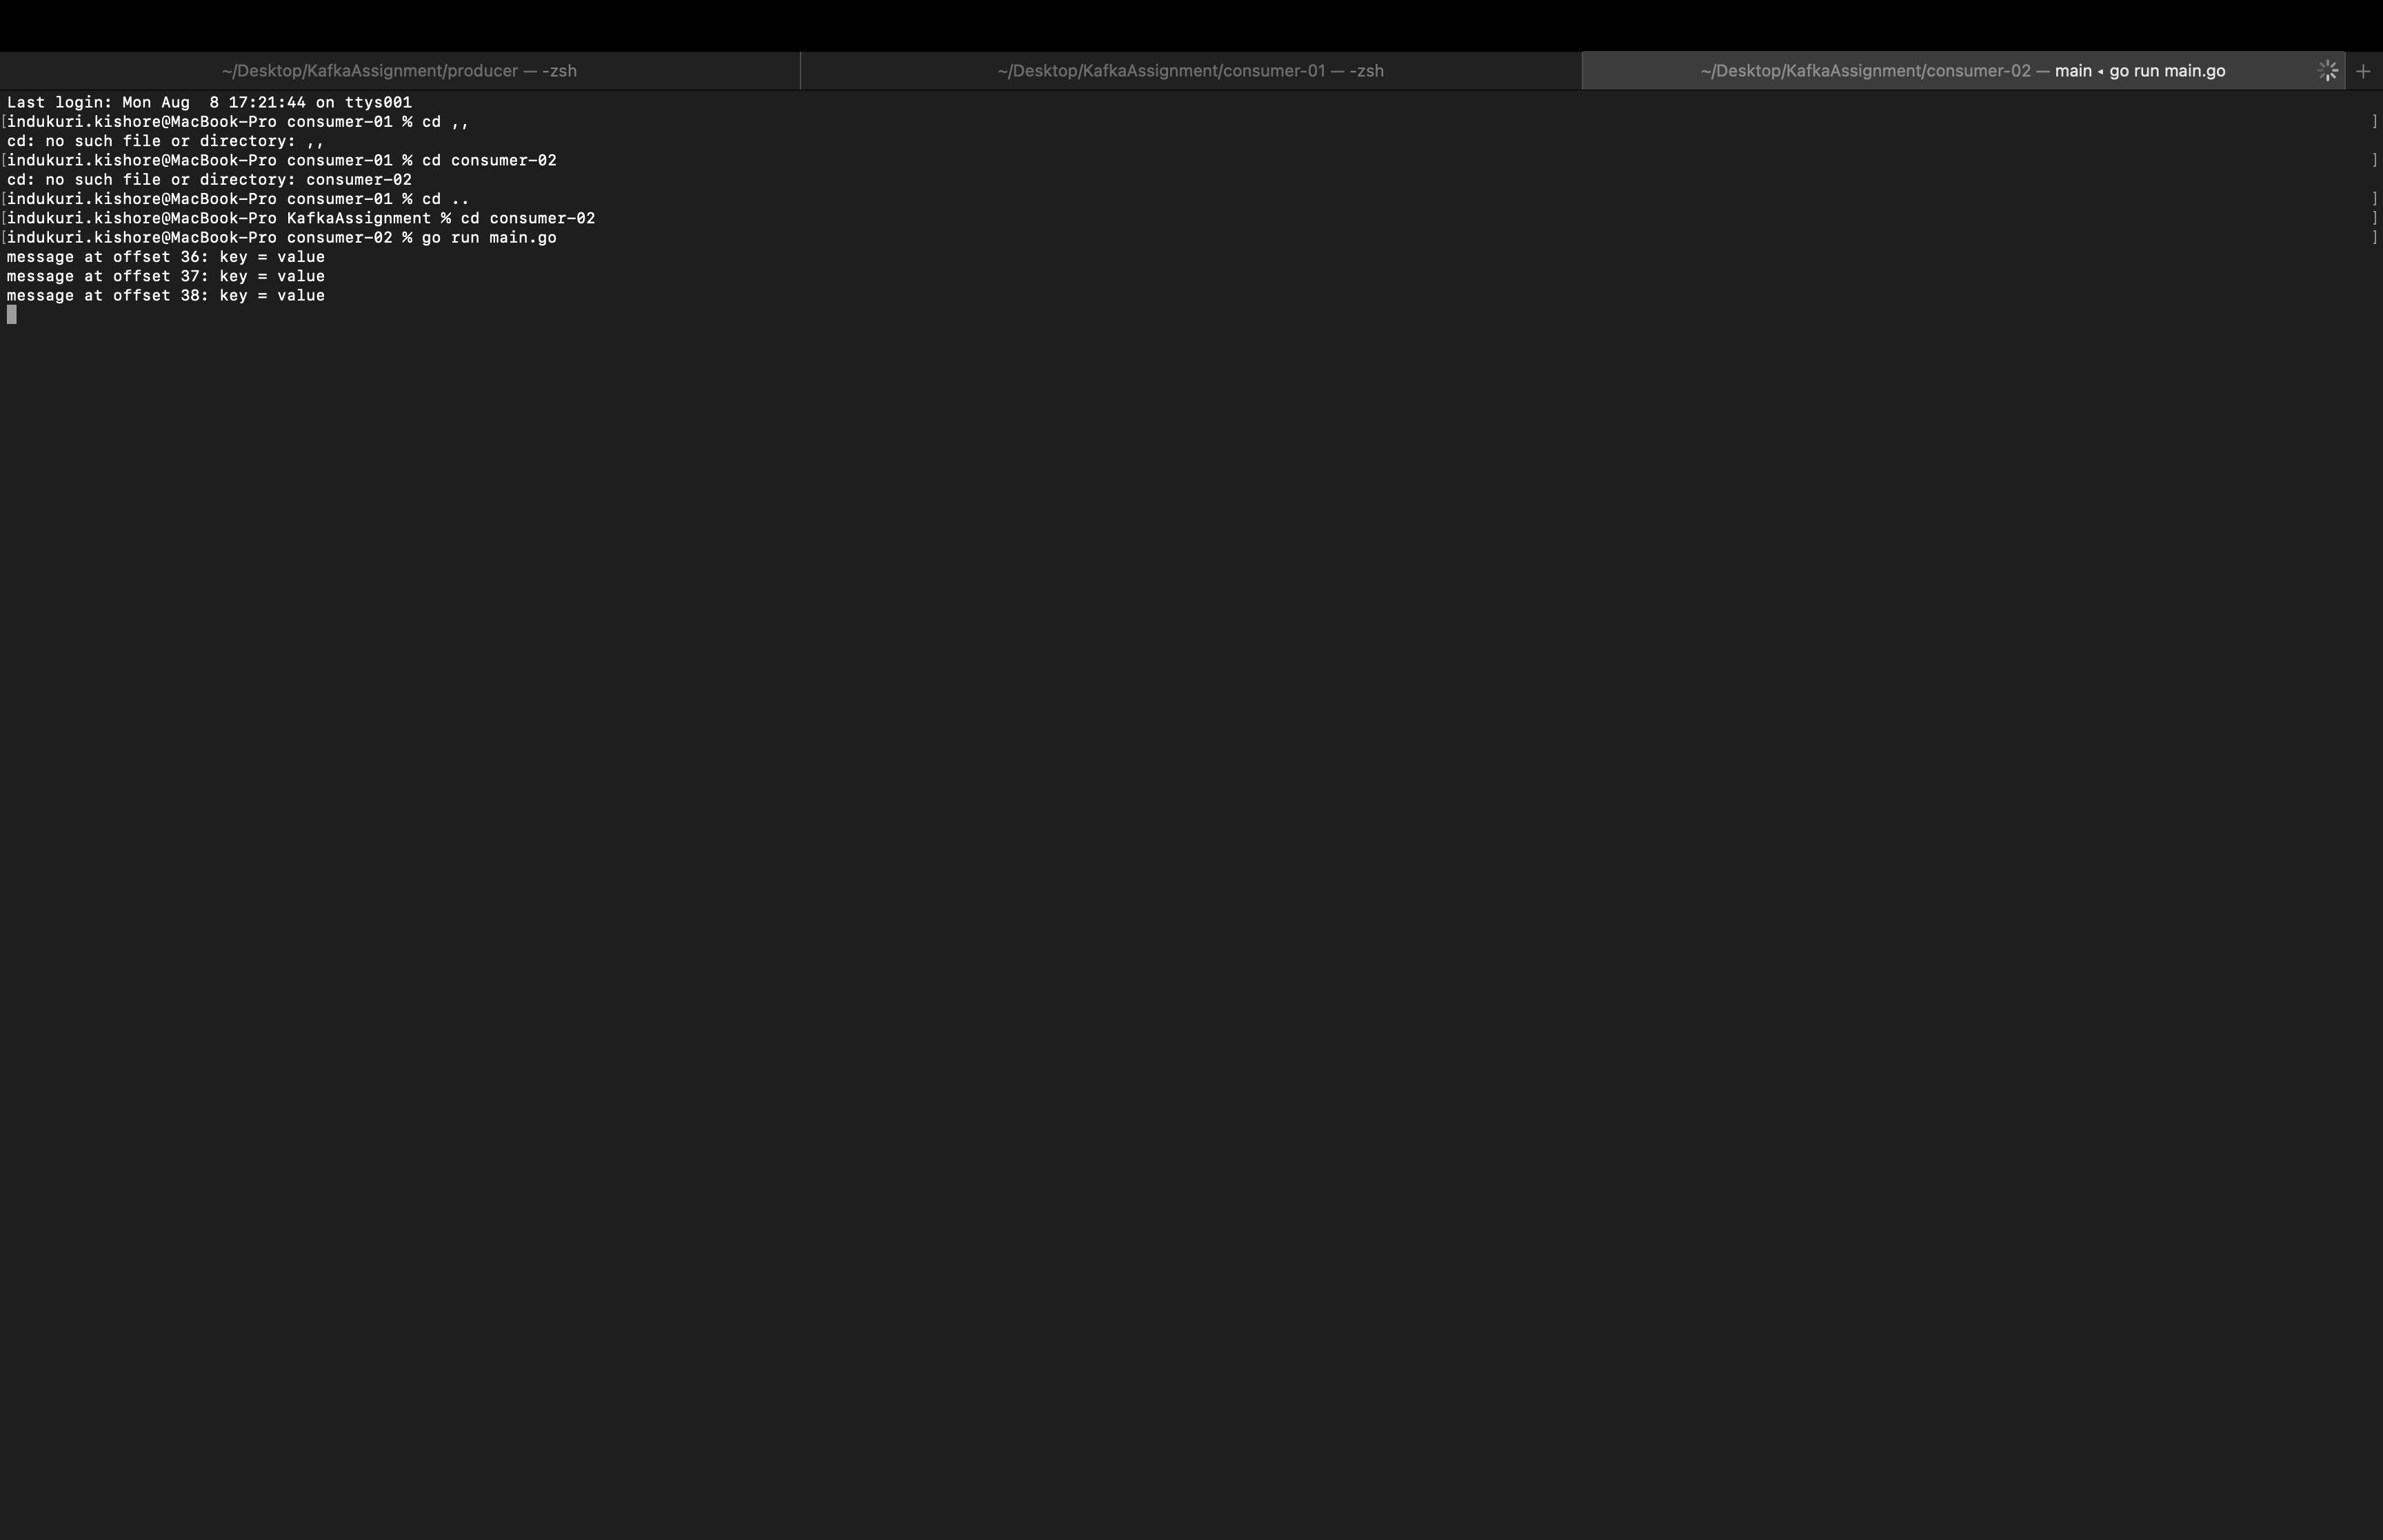 ~/Desktop/KafkaAssignment/producer — -zsh
~/Desktop/KafkaAssignment/consumer-01 — -zsh
~/Desktop/KafkaAssignment/consumer-02 — main ◂ go run main.go
+
Last login: Mon Aug  8 17:21:44 on ttys001
[indukuri.kishore@MacBook-Pro consumer-01 % cd ,, ]
cd: no such file or directory: ,,
[indukuri.kishore@MacBook-Pro consumer-01 % cd consumer-02 ]
cd: no such file or directory: consumer-02
[indukuri.kishore@MacBook-Pro consumer-01 % cd .. ]
[indukuri.kishore@MacBook-Pro KafkaAssignment % cd consumer-02 ]
[indukuri.kishore@MacBook-Pro consumer-02 % go run main.go ]
message at offset 36: key = value
message at offset 37: key = value
message at offset 38: key = value